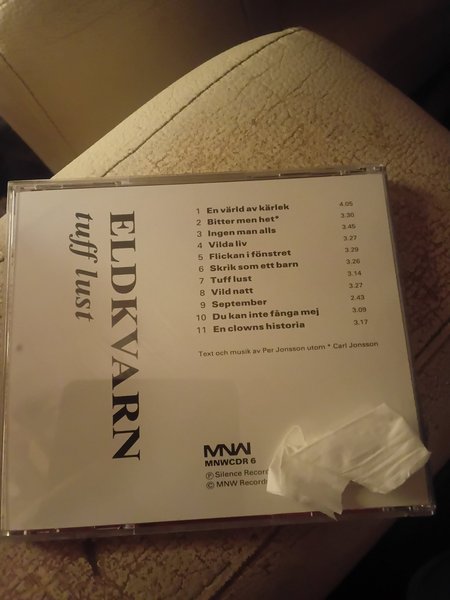 ELDKVARN
tuff lust
1 En värld av kärlek 4.05
2 Bitter men het* 3.30
3 Ingen man alls 3.45
4 Vilda liv 3.27
5 Flickan i fönstret 3.29
6 Skrik som ett barn 3.26
7 Tuff lust 3.14
8 Vild natt 3.27
9 September 2.43
10 Du kan inte fånga mej 3.09
11 En clowns historia 3.17
Text och musik av Per Jonsson utom * Carl Jonsson
MNW
MNWCDR 6
Ⓟ Silence Recor
© MNW Record